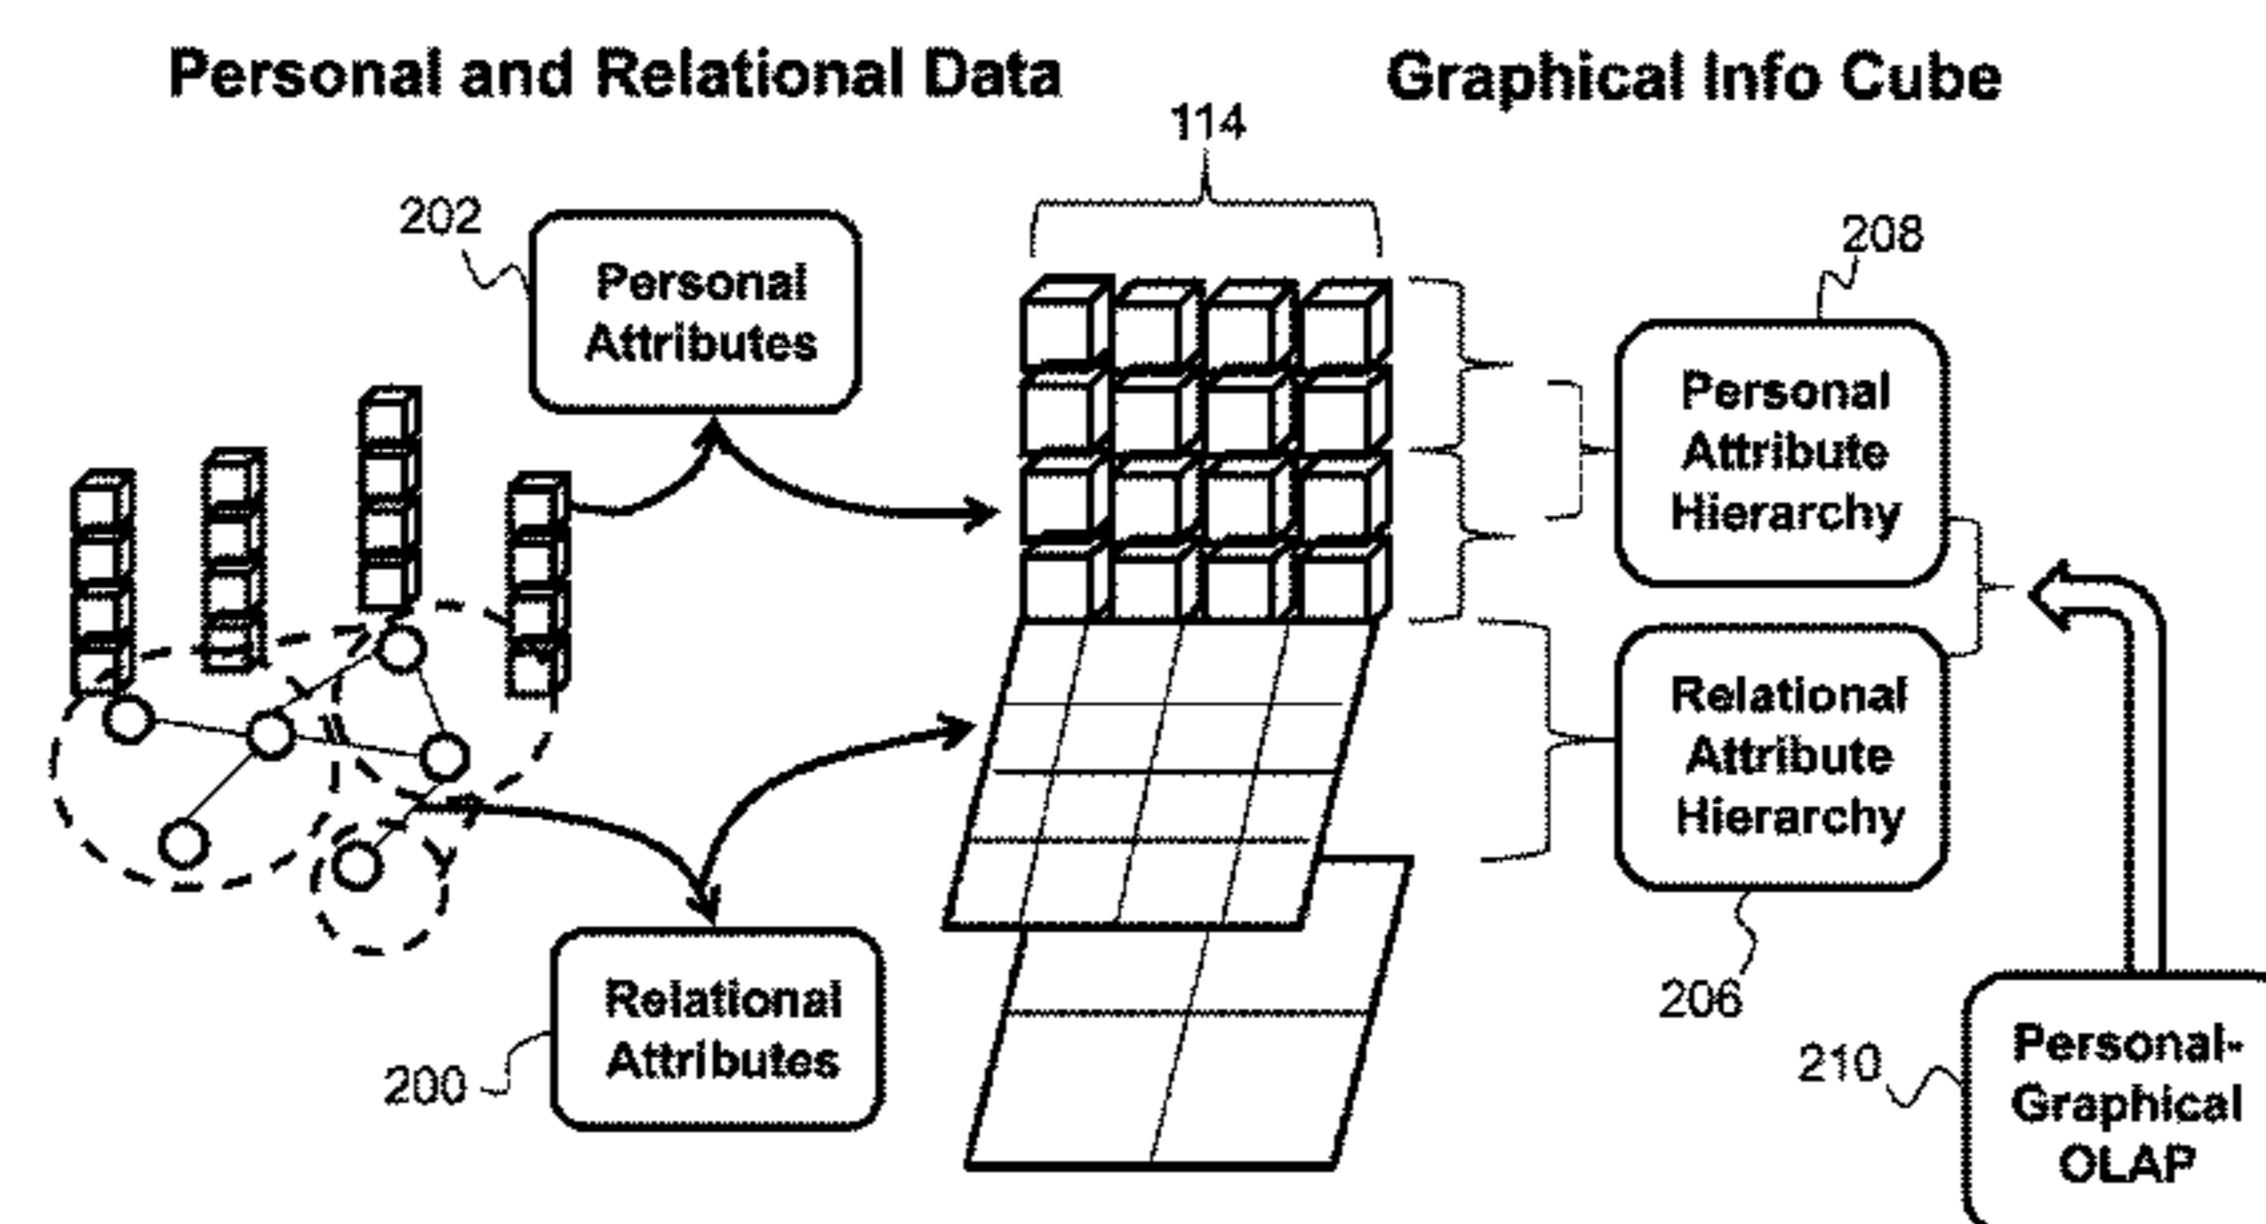 Personal and Relational Data
Graphical Info Cube
114
202
Personal
Attributes
208
Personal
Attribute
Hierarchy
Relational
Attribute
Hierarchy
206
Relational
Attributes
200
210
Personal-
Graphical
OLAP